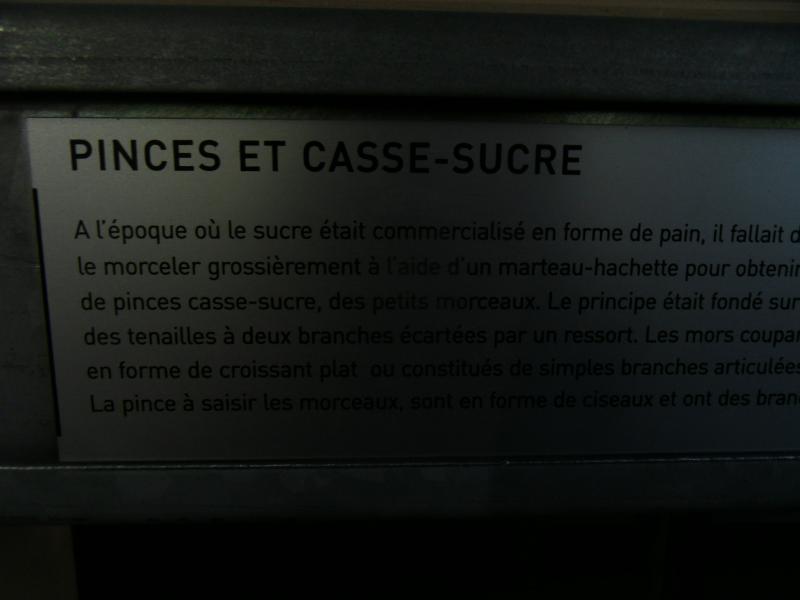 PINCES ET CASSE-SUCRE
A l'époque où le sucre était commercialisé en forme de pain, il fallait d
le morceler grossièrement à l'aide d'un marteau-hachette pour obtenir
de pinces casse-sucre, des petits morceaux. Le principe était fondé sur
des tenailles à deux branches écartées par un ressort. Les mors coupan
en forme de croissant plat ou constitués de simples branches articulées
La pince à saisir les morceaux, sont en forme de ciseaux et ont des bran